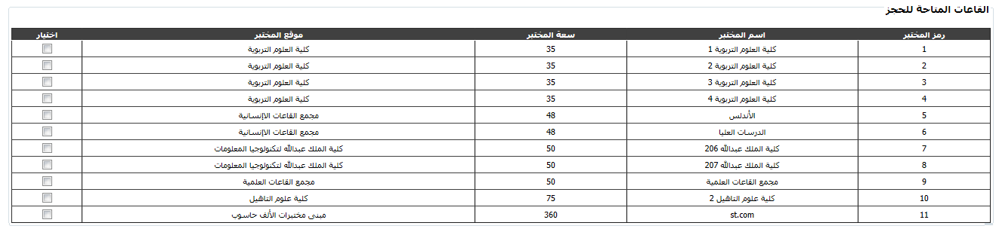 القاعات المتاحة للحجز
رمز المختبر اسم المختبر سعة المختبر موقع المختبر اختيار
1 كلية العلوم التربوية 1 35 كلية العلوم التربوية
2 كلية العلوم التربوية 2 35 كلية العلوم التربوية
3 كلية العلوم التربوية 3 35 كلية العلوم التربوية
4 كلية العلوم التربوية 4 35 كلية العلوم التربوية
5 الأندلس 48 مجمع القاعات الاإنسانية
6 الدرسات العليا 48 مجمع القاعات الاإنسانية
7 كلية الملك عبدالله 206 50 كلية الملك عبدالله لتكنولوجيا المعلومات
8 كلية الملك عبدالله 207 50 كلية الملك عبدالله لتكنولوجيا المعلومات
9 مجمع القاعات العلمية 50 مجمع القاعات العلمية
10 كلية علوم التاهيل 2 75 كلية علوم التاهيل
11 st.com 360 مبنى مختبرات الألف حاسوب